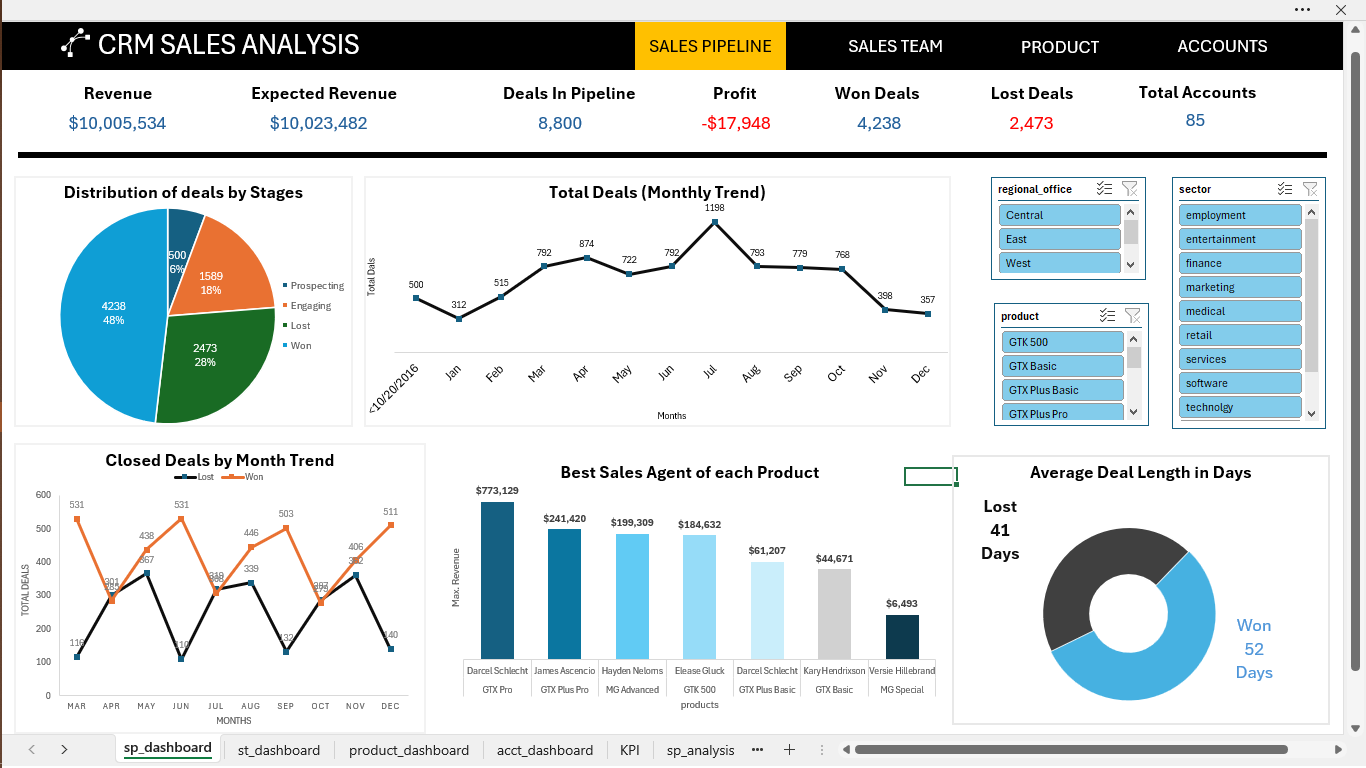 CRM SALES ANALYSIS
SALES PIPELINE
SALES TEAM
PRODUCT
ACCOUNTS
Revenue
$10,005,534
Expected Revenue
$10,023,482
Deals In Pipeline
8,800
Profit
-$17,948
Won Deals
4,238
Lost Deals
2,473
Total Accounts
85
Distribution of deals by Stages
500
6%
1589
18%
4238
48%
2473
28%
Prospecting
Engaging
Lost
Won
Total Deals (Monthly Trend)
Total Dals
500
312
515
792
874
722
792
1198
793
779
768
398
357
<10/20/2016
Jan
Feb
Mar
Apr
May
Jun
Jul
Aug
Sep
Oct
Nov
Dec
Months
regional_office
Central
East
West
product
GTK 500
GTX Basic
GTX Plus Basic
GTX Plus Pro
sector
employment
entertainment
finance
marketing
medical
retail
services
software
technolgy
Closed Deals by Month Trend
Lost
Won
TOTAL DEALS
600
500
400
300
200
100
0
531
438
531
446
503
406
511
116
301
367
110
339
132
140
MAR
APR
MAY
JUN
JUL
AUG
SEP
OCT
NOV
DEC
MONTHS
Best Sales Agent of each Product
Max. Revenue
$773,129
$241,420
$199,309
$184,632
$61,207
$44,671
$6,493
Darcel Schlecht
James Ascencio
Hayden Neloms
Elease Gluck
Darcel Schlecht
Kary Hendrixson
Versie Hillebrand
GTX Pro
GTX Plus Pro
MG Advanced
GTK 500
GTX Plus Basic
GTX Basic
MG Special
products
Average Deal Length in Days
Lost
41
Days
Won
52
Days
sp_dashboard
st_dashboard
product_dashboard
acct_dashboard
KPI
sp_analysis